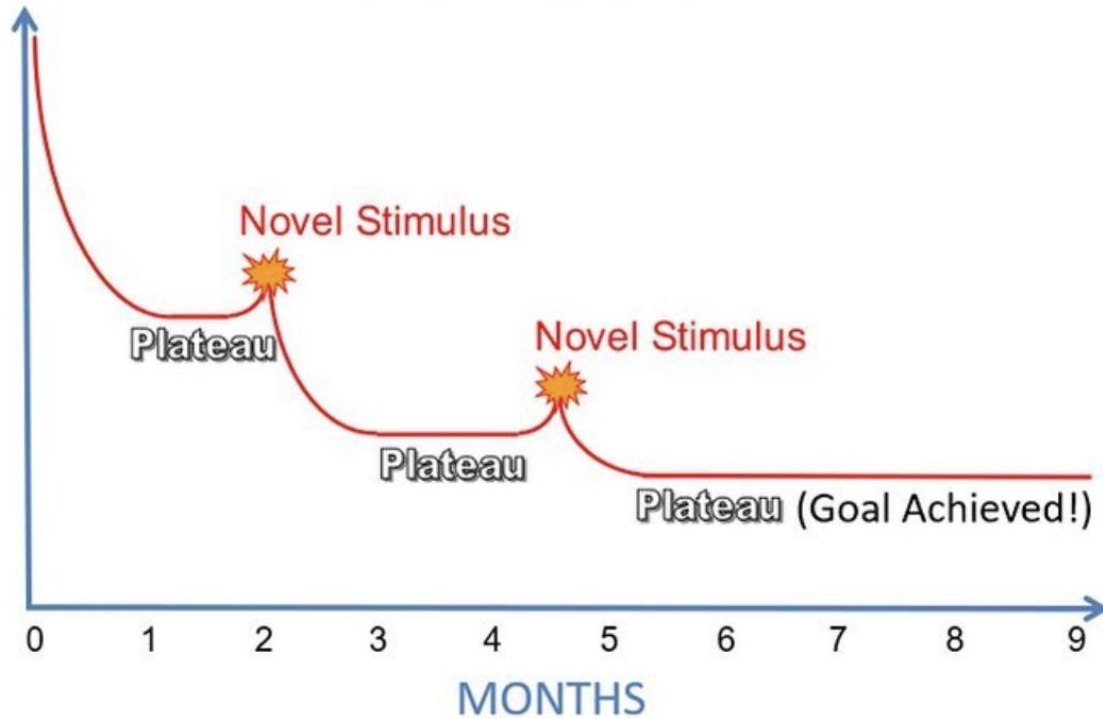 Novel Stimulus
Plateau
Novel Stimulus
Plateau
Plateau (Goal Achieved!)
0 1 2 3 4 5 6 7 8 9
MONTHS